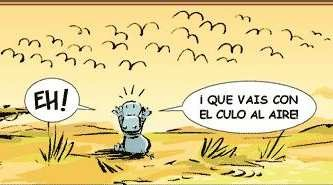 EH!
¡ QUE VAIS CON
EL CULO AL AIRE!